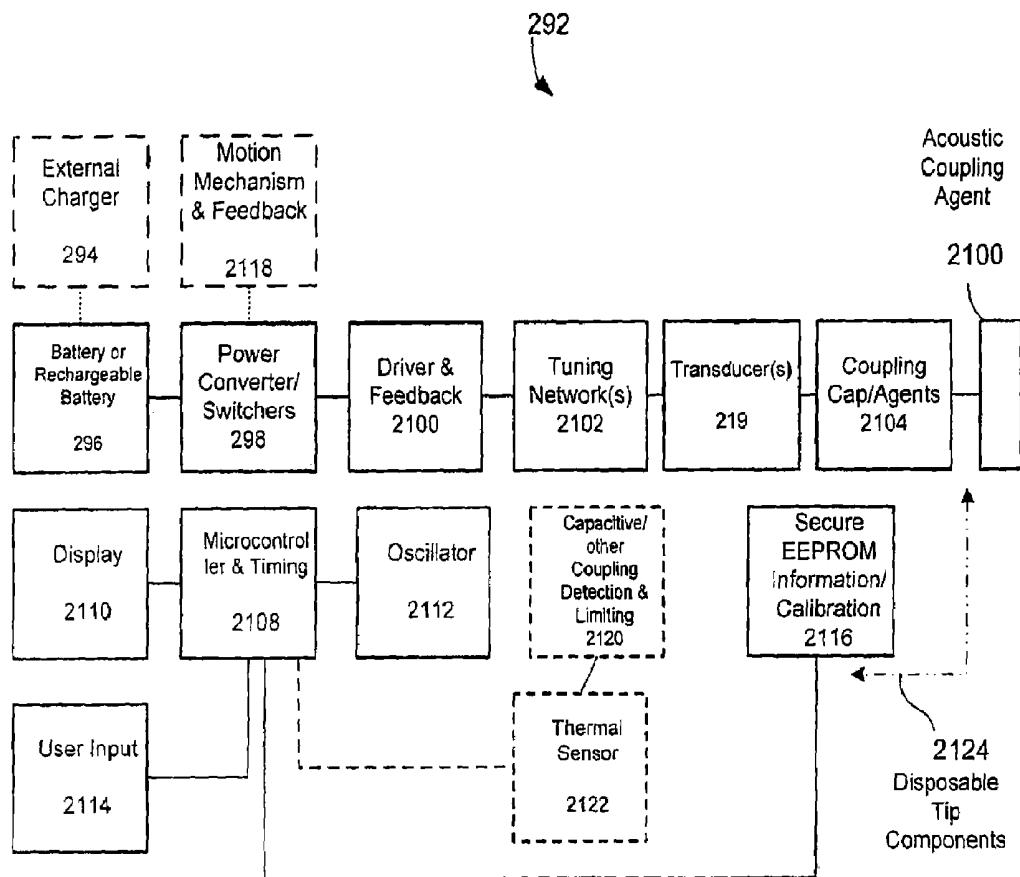 292
External
Charger
294
Motion
Mechanism
& Feedback
2118
Acoustic
Coupling
Agent
2100
Battery or
Rechargeable
Battery
296
Power
Converter/
Switchers
298
Driver &
Feedback
2100
Tuning
Network(s)
2102
Transducer(s)
219
Coupling
Cap/Agents
2104
Display
2110
Microcontrol
ler & Timing
2108
Oscillator
2112
Capacitive/
other
Coupling
Detection &
Limiting
2120
Secure
EEPROM
Information/
Calibration
2116
User Input
2114
Thermal
Sensor
2122
2124
Disposable
Tip
Components